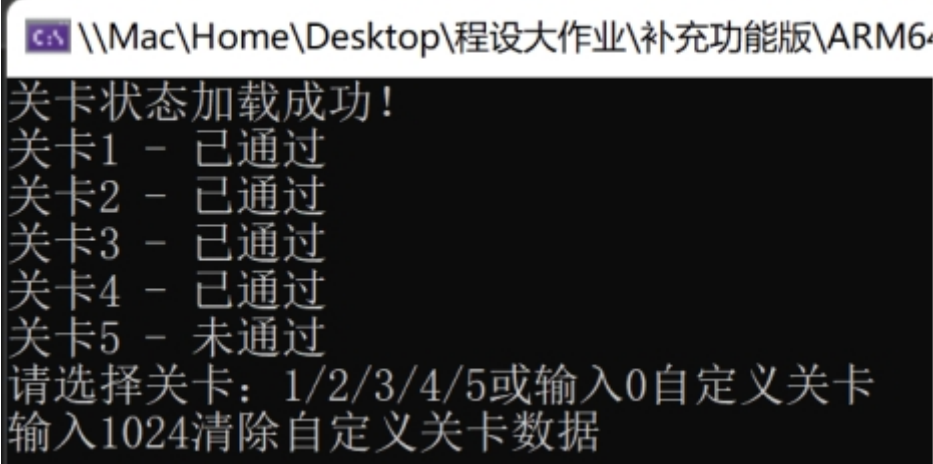 \\Mac\Home\Desktop\程设大作业\补充功能版\ARM64
关卡状态加载成功!
关卡1 - 已通过
关卡2 - 已通过
关卡3 - 已通过
关卡4 - 已通过
关卡5 - 未通过
请选择关卡：1/2/3/4/5或输入0自定义关卡
输入1024清除自定义关卡数据